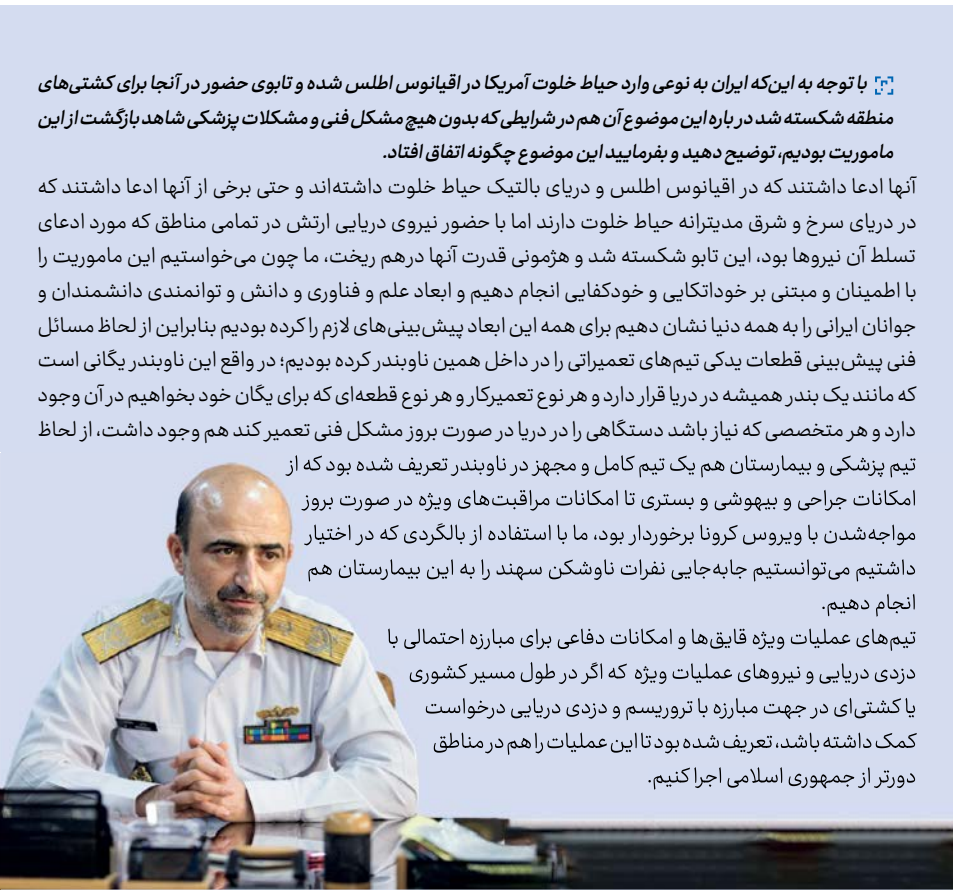 با توجه به این‌که ایران به نوعی وارد حیاط خلوت آمریکا در اقیانوس اطلس شده و تابوی حضور در آنجا برای کشتی‌های
منطقه شکسته شد در باره این موضوع آن هم در شرایطی که بدون هیچ مشکل فنی و مشکلات پزشکی شاهد بازگشت از این
ماموریت بودیم، توضیح دهید و بفرمایید این موضوع چگونه اتفاق افتاد.
آنها ادعا داشتند که در اقیانوس اطلس و دریای بالتیک حیاط خلوت داشته‌اند و حتی برخی از آنها ادعا داشتند که
در دریای سرخ و شرق مدیترانه حیاط خلوت دارند اما با حضور نیروی دریایی ارتش در تمامی مناطق که مورد ادعای
تسلط آن نیروها بود، این تابو شکسته شد و هژمونی قدرت آنها درهم ریخت، ما چون می‌خواستیم این ماموریت را
با اطمینان و مبتنی بر خوداتکایی و خودکفایی انجام دهیم و ابعاد علم و فناوری و دانش و توانمندی دانشمندان و
جوانان ایرانی را به همه دنیا نشان دهیم برای همه این ابعاد پیش‌بینی‌های لازم را کرده بودیم بنابراین از لحاظ مسائل
فنی پیش‌بینی قطعات یدکی تیم‌های تعمیراتی را در داخل همین ناوبندر کرده بودیم؛ در واقع این ناوبندر یگانی است
که مانند یک بندر همیشه در دریا قرار دارد و هر نوع تعمیرکار و هر نوع قطعه‌ای که برای یگان خود بخواهیم در آن وجود
دارد و هر متخصصی که نیاز باشد دستگاهی را در دریا در صورت بروز مشکل فنی تعمیر کند هم وجود داشت، از لحاظ
تیم پزشکی و بیمارستان هم یک تیم کامل و مجهز در ناوبندر تعریف شده بود که از
امکانات جراحی و بیهوشی و بستری تا امکانات مراقبت‌های ویژه در صورت بروز
مواجه‌شدن با ویروس کرونا برخوردار بود، ما با استفاده از بالگردی که در اختیار
داشتیم می‌توانستیم جابه‌جایی نفرات ناوشکن سهند را به این بیمارستان هم
انجام دهیم.
تیم‌های عملیات ویژه قایق‌ها و امکانات دفاعی برای مبارزه احتمالی با
دزدی دریایی و نیروهای عملیات ویژه که اگر در طول مسیر کشوری
یا کشتی‌ای در جهت مبارزه با تروریسم و دزدی دریایی درخواست
کمک داشته باشد، تعریف شده بود تا این عملیات را هم در مناطق
دورتر از جمهوری اسلامی اجرا کنیم.